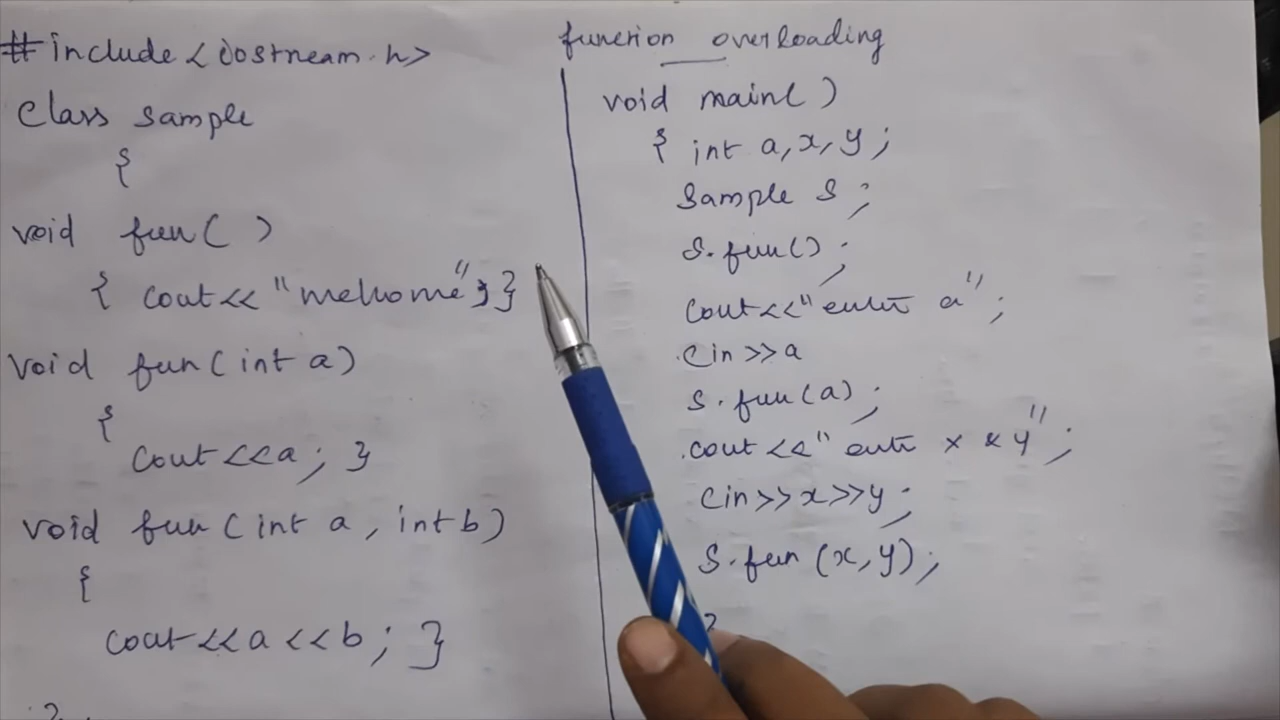 function overloading
#include <iostream.h>
Class Sample
{
void fun( )
{ cout<< "welcome"; }
void fun(int a)
{
cout<<a; }
void fun (int a, int b)
{
cout<<a <<b; }
};
void main( )
{ int a, x, y;
Sample S;
S.fun();
cout<<"enter a";
cin >>a
S.fun(a);
cout <<" enter x & y";
cin>>x>>y;
S.fun (x, y);
}